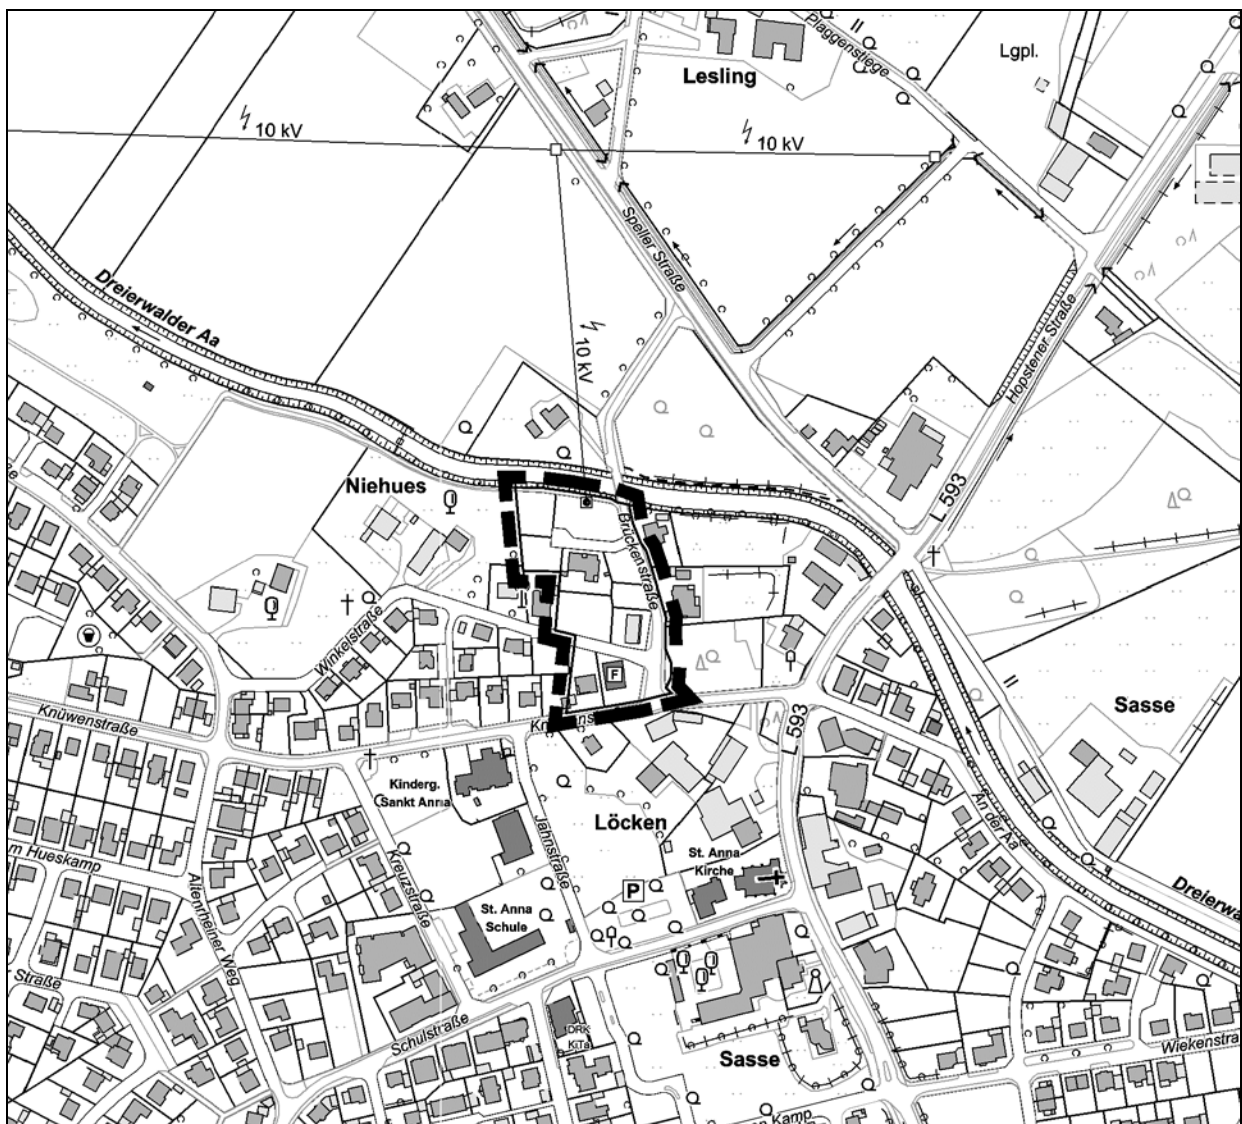 Plaggenstiege
Lgpl.
Lesling
10 kV
10 kV
Speller Straße
Dreierwalder Aa
Hopstener Straße
10 kV
L 593
Niehues
Brückenstraße
Winkelstraße
F
Sasse
Knüwenstraße
L 593
Kinderg.
Sankt Anna
Löcken
An der Aa
Jahnstraße
St. Anna
Kirche
m Hueskamp
Kreuzstraße
P
Altenrheiner Weg
St. Anna
Schule
Dreierwa
r Straße
Schulstraße
DRK
KiTa
Sasse
Wiekenstra
Kamp